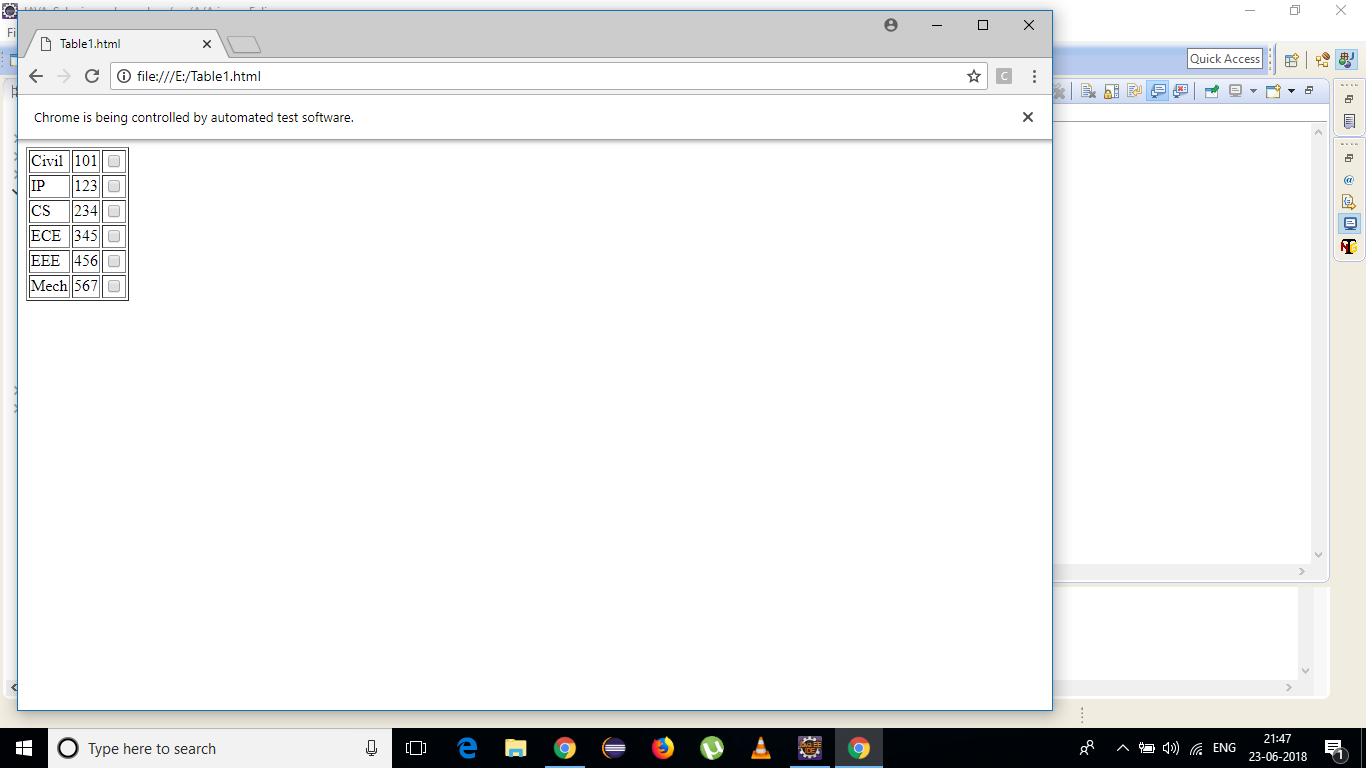 Table1.html
file:///E:/Table1.html
C
Quick Access
Chrome is being controlled by automated test software.
Civil 101
IP 123
CS 234
ECE 345
EEE 456
Mech 567
Type here to search
ENG
21:47
23-06-2018
1